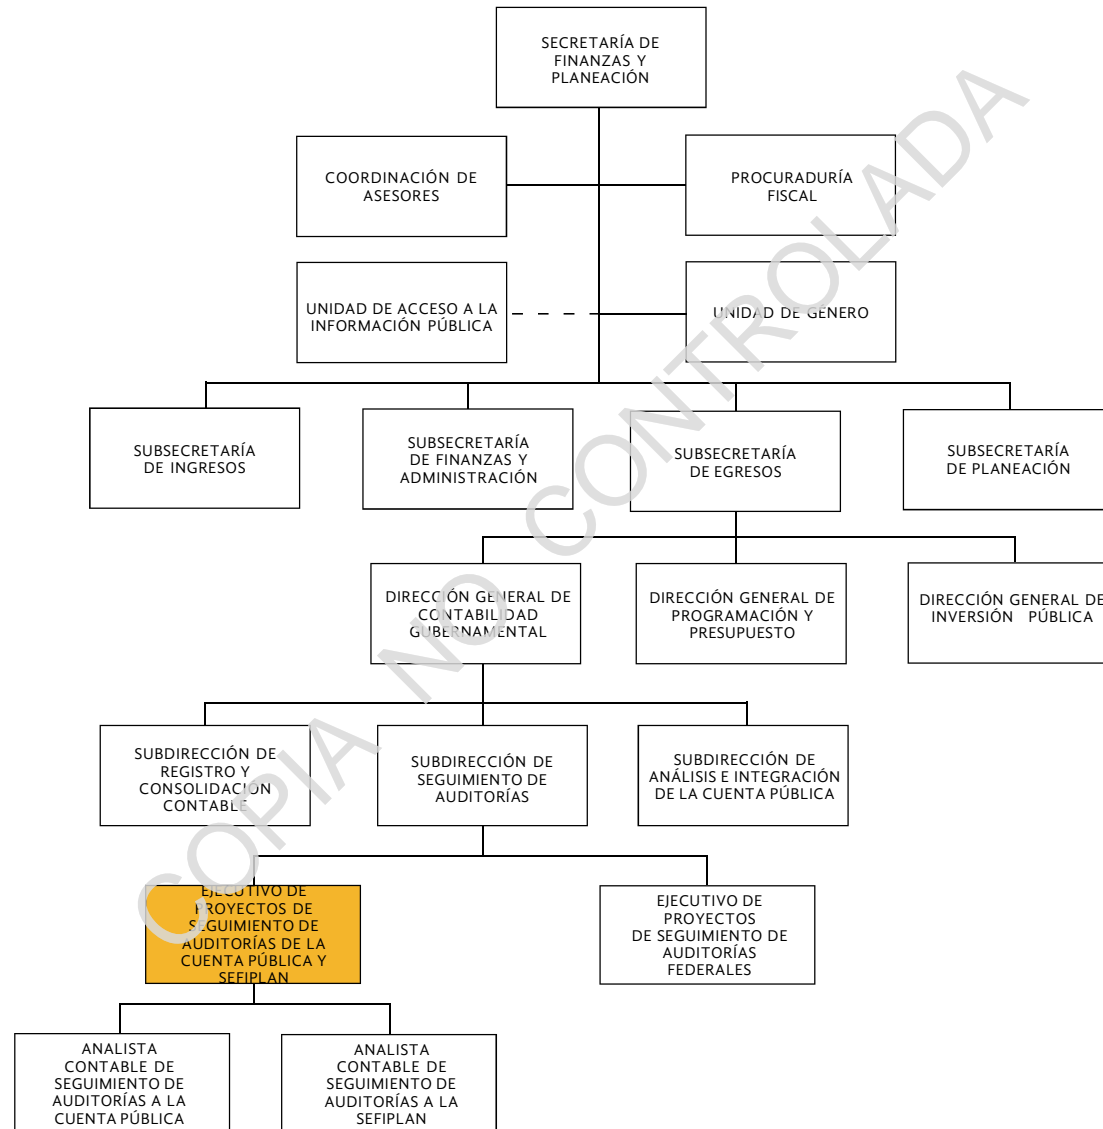 SECRETARÍA DE
FINANZAS Y
PLANEACIÓN
COORDINACIÓN DE
ASESORES
PROCURADURÍA
FISCAL
UNIDAD DE ACCESO A LA
INFORMACIÓN PÚBLICA
UNIDAD DE GÉNERO
SUBSECRETARÍA
DE INGRESOS
SUBSECRETARÍA
DE FINANZAS Y
ADMINISTRACIÓN
SUBSECRETARÍA
DE EGRESOS
SUBSECRETARÍA
DE PLANEACIÓN
DIRECCIÓN GENERAL DE
CONTABILIDAD
GUBERNAMENTAL
DIRECCIÓN GENERAL DE
PROGRAMACIÓN Y
PRESUPUESTO
DIRECCIÓN GENERAL DE
INVERSIÓN PÚBLICA
SUBDIRECCIÓN DE
REGISTRO Y
CONSOLIDACIÓN
CONTABLE
SUBDIRECCIÓN DE
SEGUIMIENTO DE
AUDITORÍAS
SUBDIRECCIÓN DE
ANÁLISIS E INTEGRACIÓN
DE LA CUENTA PÚBLICA
EJECUTIVO DE
PROYECTOS DE
SEGUIMIENTO DE
AUDITORÍAS DE LA
CUENTA PÚBLICA Y
SEFIPLAN
EJECUTIVO DE
PROYECTOS
DE SEGUIMIENTO DE
AUDITORÍAS
FEDERALES
ANALISTA
CONTABLE DE
SEGUIMIENTO DE
AUDITORÍAS A LA
CUENTA PÚBLICA
ANALISTA
CONTABLE DE
SEGUIMIENTO DE
AUDITORÍAS A LA
SEFIPLAN
COPIA NO CONTROLADA